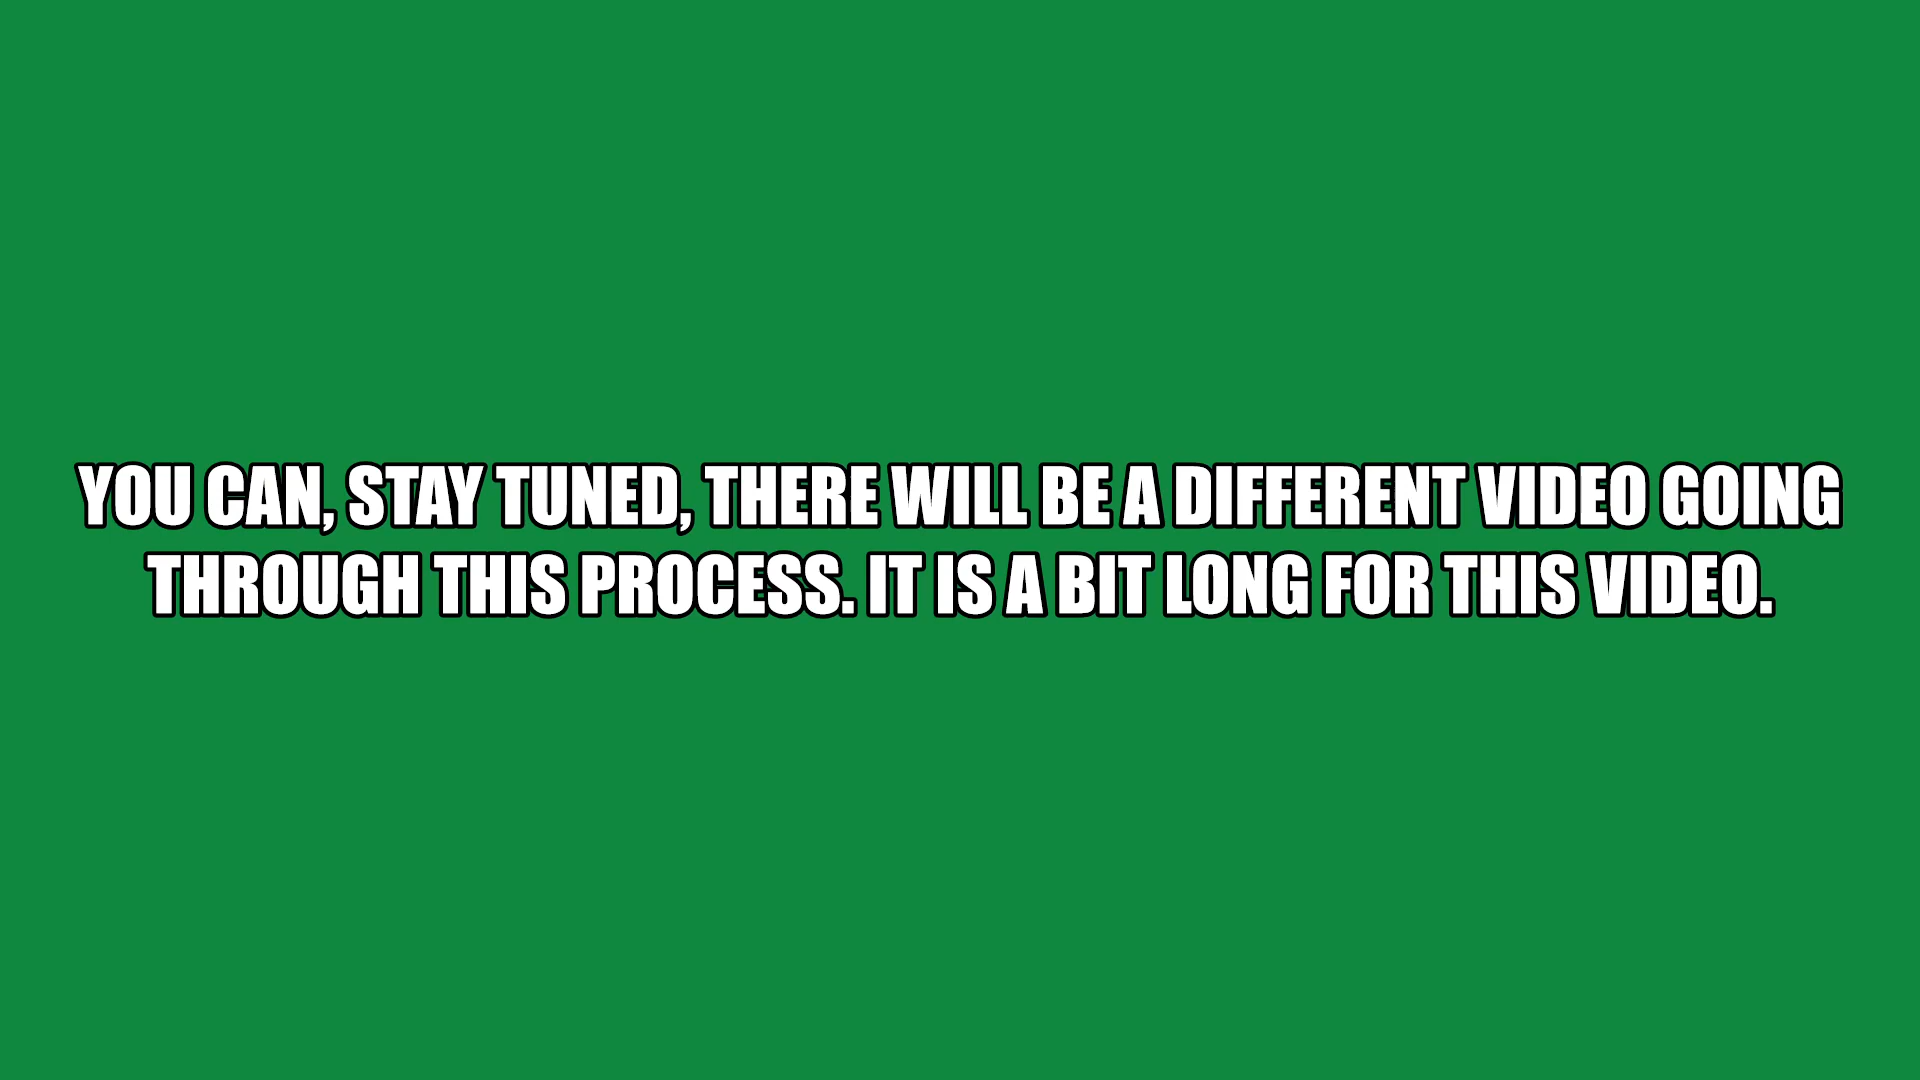 YOU CAN, STAY TUNED, THERE WILL BE A DIFFERENT VIDEO GOING
THROUGH THIS PROCESS. IT IS A BIT LONG FOR THIS VIDEO.